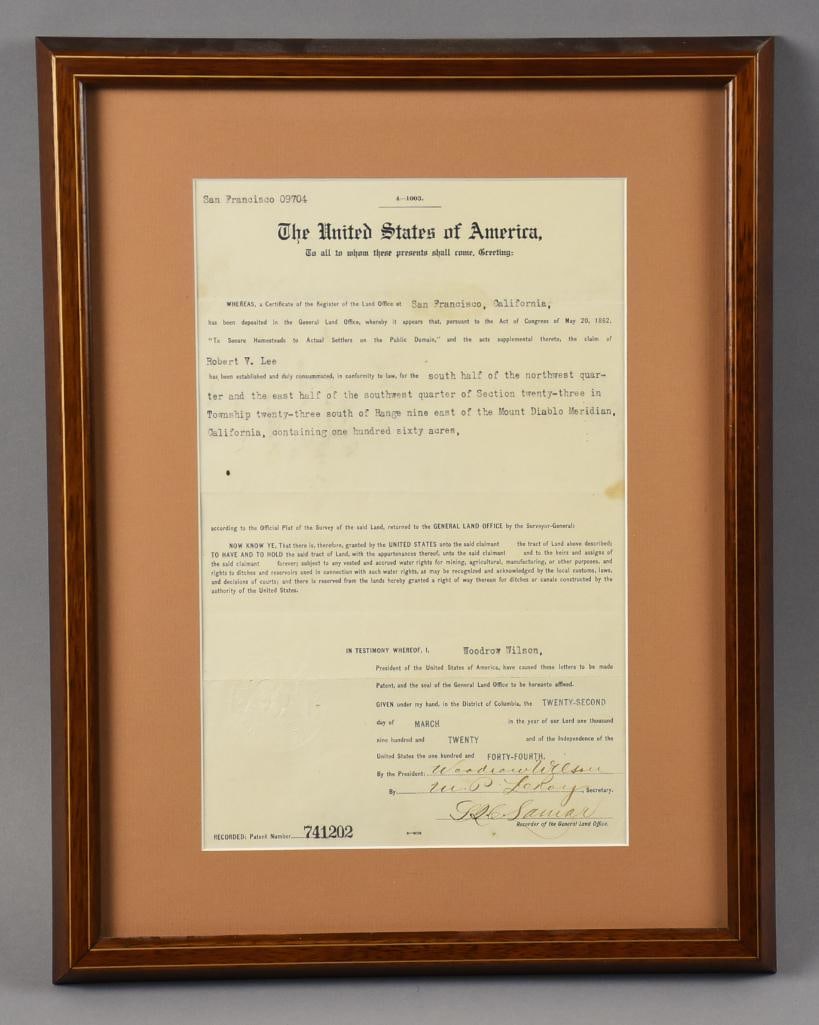 San Francisco 09704
4—1003.
The United States of America,
To all to whom these presents shall come, Greeting:
WHEREAS, a Certificate of the Register of the Land Office at San Francisco, California,
has been deposited in the General Land Office, whereby it appears that, pursuant to the Act of Congress of May 20, 1862,
"To Secure Homesteads to Actual Settlers on the Public Domain," and the acts supplemental thereto, the claim of
Robert V. Lee
has been established and duly consummated, in conformity to law, for the south half of the northwest quar-
ter and the east half of the southwest quarter of Section twenty-three in
Township twenty-three south of Range nine east of the Mount Diablo Meridian,
California, containing one hundred sixty acres,
according to the Official Plat of the Survey of the said Land, returned to the GENERAL LAND OFFICE by the Surveyor-General:
NOW KNOW YE, That there is, therefore, granted by the UNITED STATES unto the said claimant the tract of Land above described;
TO HAVE AND TO HOLD the said tract of Land, with the appurtenances thereof, unto the said claimant and to the heirs and assigns of
the said claimant forever; subject to any vested and accrued water rights for mining, agricultural, manufacturing, or other purposes, and
rights to ditches and reservoirs used in connection with such water rights, as may be recognized and acknowledged by the local customs, laws,
and decisions of courts; and there is reserved from the lands hereby granted a right of way thereon for ditches or canals constructed by the
authority of the United States.
IN TESTIMONY WHEREOF, I, Woodrow Wilson,
President of the United States of America, have caused these letters to be made
Patent, and the seal of the General Land Office to be hereunto affixed.
GIVEN under my hand, in the District of Columbia, the TWENTY-SECOND
day of MARCH in the year of our Lord one thousand
nine hundred and TWENTY and of the Independence of the
United States the one hundred and FORTY-FOURTH.
By the President: Woodrow Wilson
By M. P. LeRoy, Secretary.
L. Q. C. Lamar
Recorder of the General Land Office.
RECORDED: Patent Number 741202